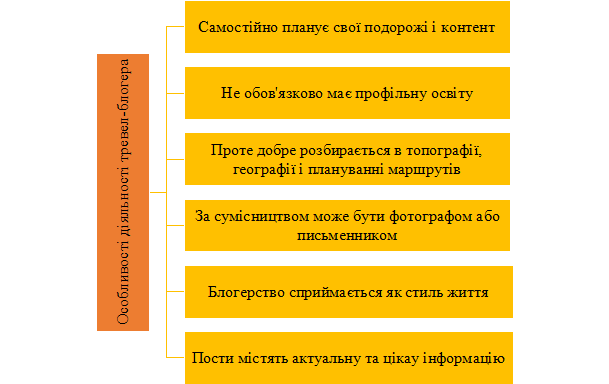 Особливості діяльності тревел-блогера
Самостійно планує свої подорожі і контент
Не обов'язково має профільну освіту
Проте добре розбирається в топографії,
географії і плануванні маршрутів
За сумісництвом може бути фотографом або
письменником
Блогерство сприймається як стиль життя
Пости містять актуальну та цікау інформацію